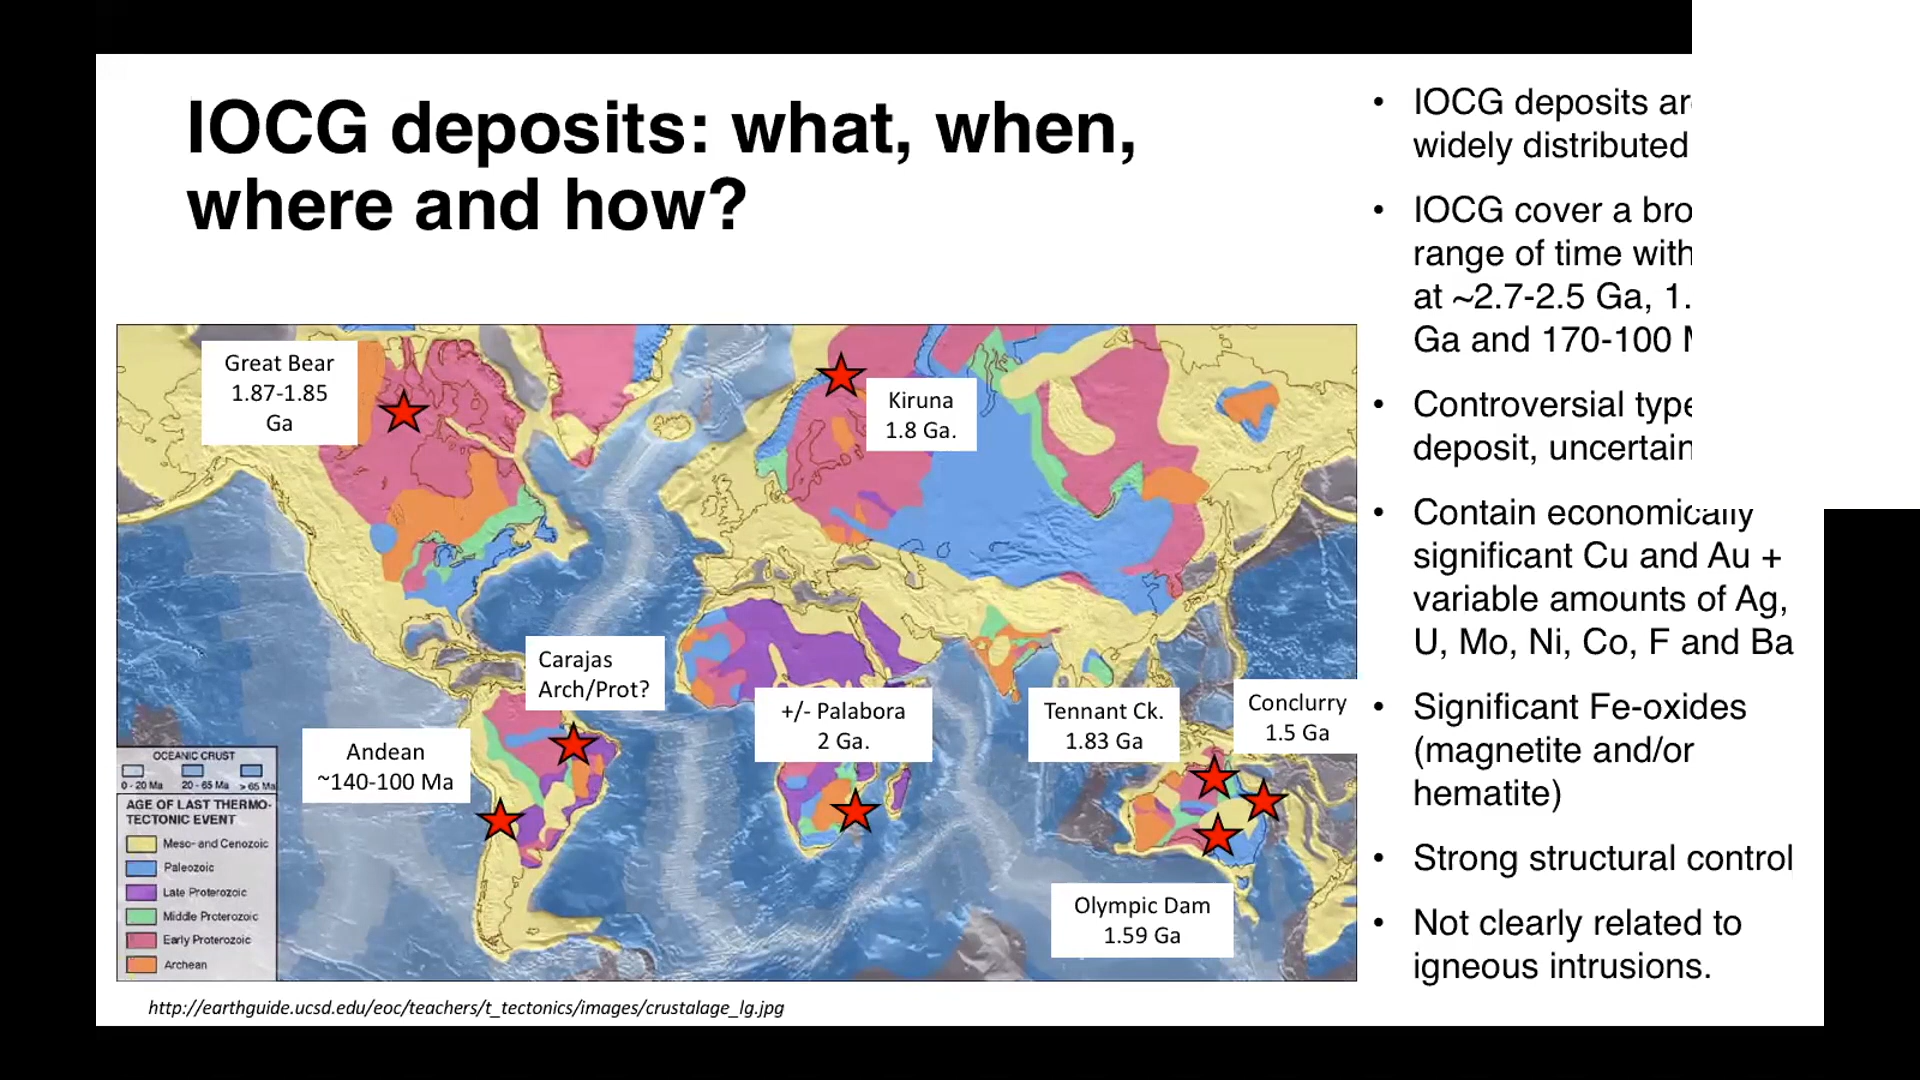 IOCG deposits: what, when,
where and how?
• IOCG deposits
widely distributed
• IOCG cover a
range of time with
at ~2.7-2.5 Ga,
Ga and 170-100
• Controversial
deposit,
• Contain economically
significant Cu and Au +
variable amounts of Ag,
U, Mo, Ni, Co, F and Ba
• Significant Fe-oxides
(magnetite and/or
hematite)
• Strong structural control
• Not clearly related to
igneous intrusions.
Great Bear
1.87-1.85
Ga
Kiruna
1.8 Ga.
Carajas
Arch/Prot?
+/- Palabora
2 Ga.
Tennant Ck.
1.83 Ga
Conclurry
1.5 Ga
Andean
~140-100 Ma
Olympic Dam
1.59 Ga
OCEANIC CRUST
0 - 20 Ma 20 - 65 Ma > 65 Ma
AGE OF LAST THERMO-
TECTONIC EVENT
Meso- and Cenozoic
Paleozoic
Late Proterozoic
Middle Proterozoic
Early Proterozoic
Archean
http://earthguide.ucsd.edu/eoc/teachers/t_tectonics/images/crustalage_lg.jpg